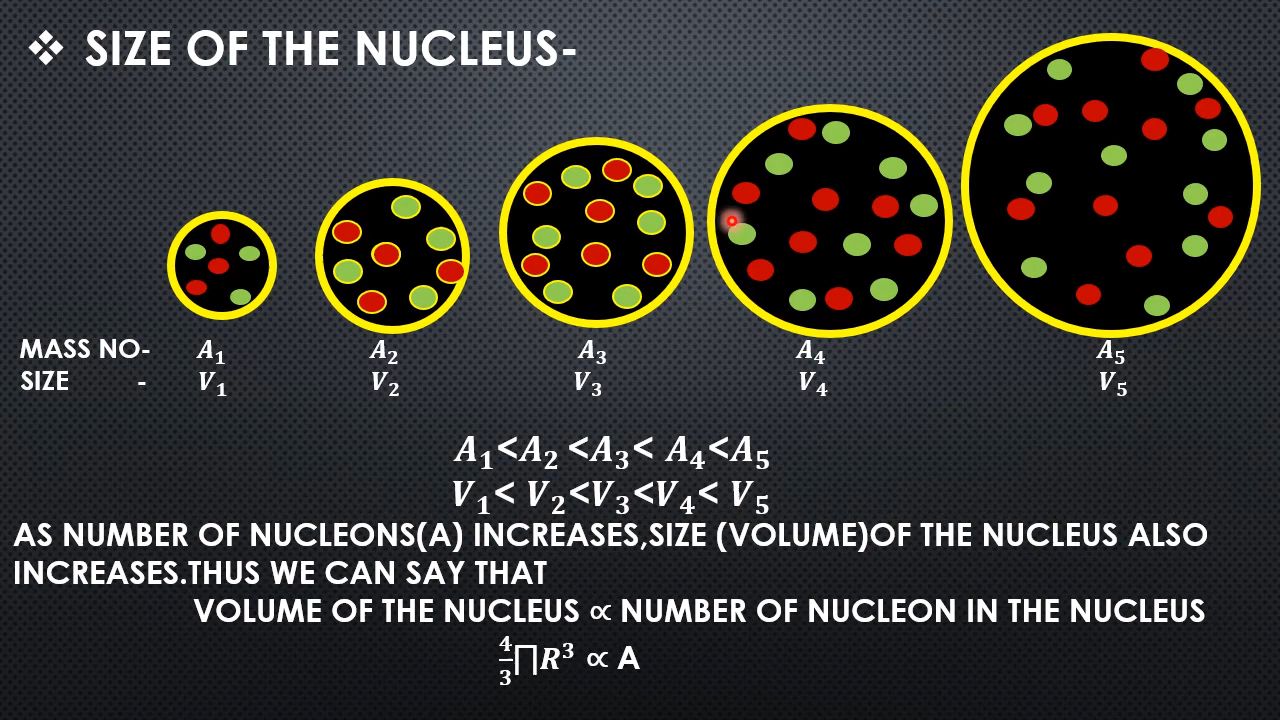 ❖ SIZE OF THE NUCLEUS-
MASS NO- A₁ A₂ A₃ A₄ A₅
SIZE - V₁ V₂ V₃ V₄ V₅
A₁<A₂ <A₃< A₄<A₅
V₁< V₂<V₃<V₄< V₅
AS NUMBER OF NUCLEONS(A) INCREASES,SIZE (VOLUME)OF THE NUCLEUS ALSO
INCREASES.THUS WE CAN SAY THAT
VOLUME OF THE NUCLEUS ∝ NUMBER OF NUCLEON IN THE NUCLEUS
4/3∏R³ ∝ A